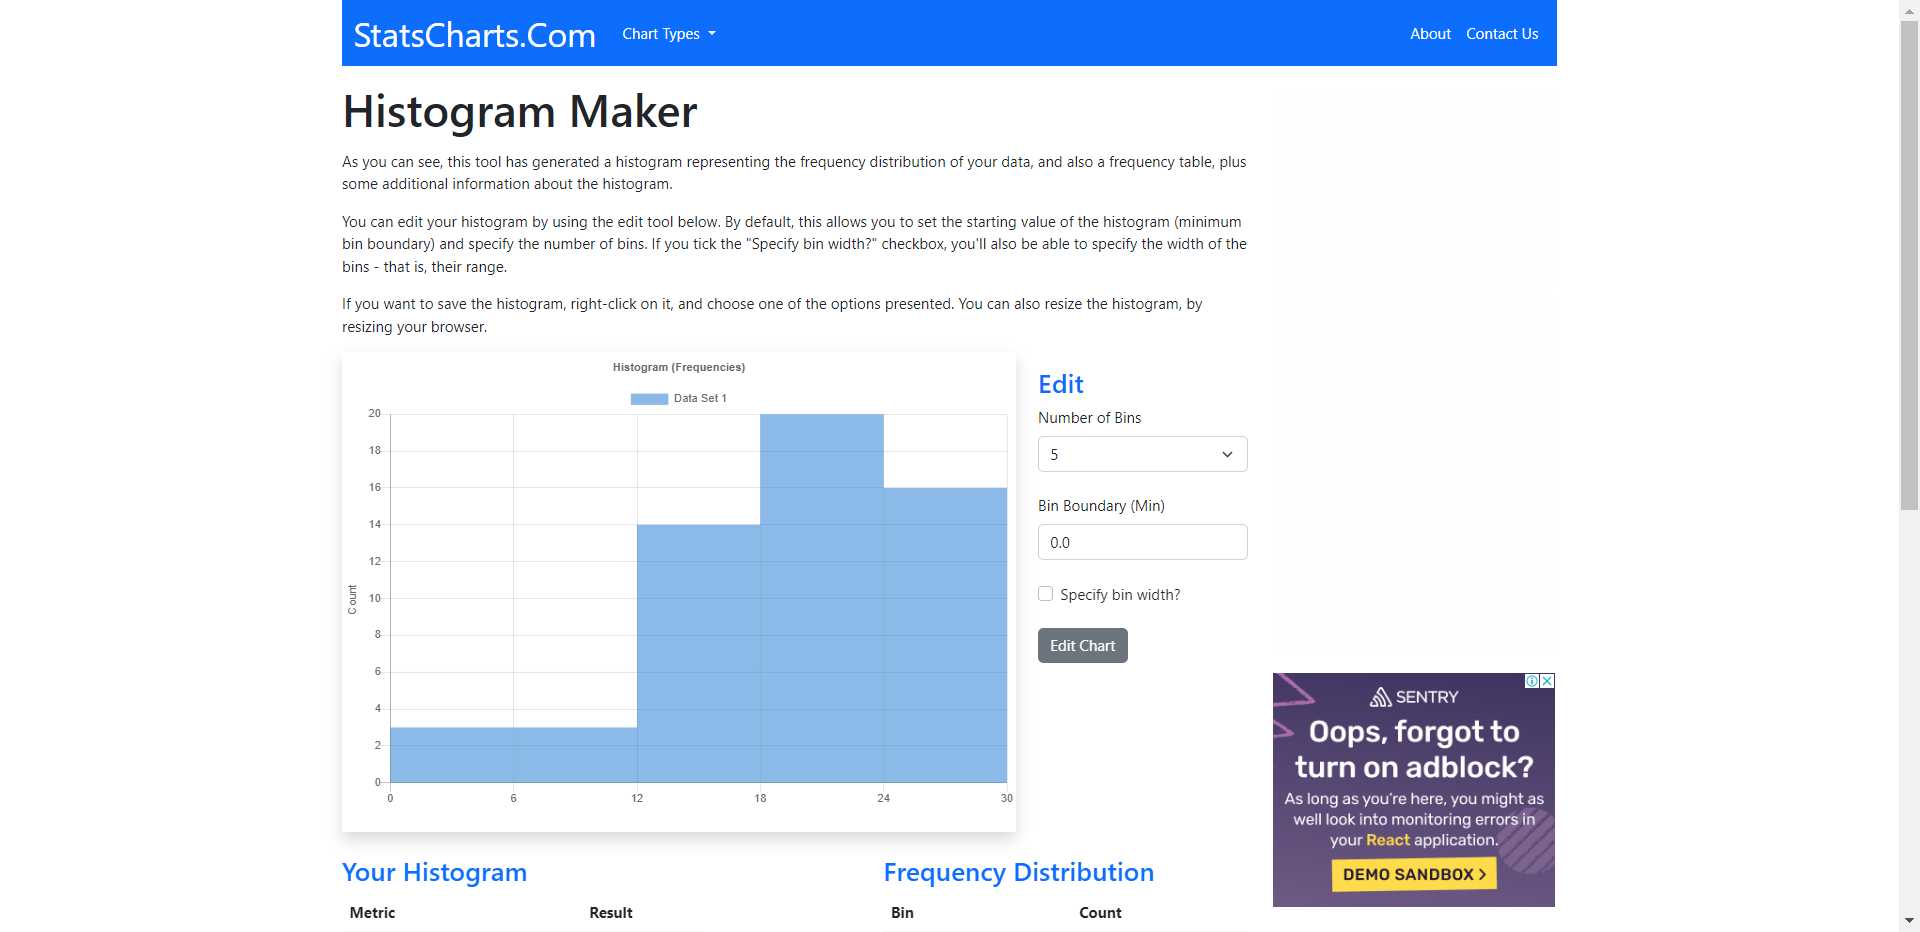 StatsCharts.Com
Chart Types
About
Contact Us
Histogram Maker
As you can see, this tool has generated a histogram representing the frequency distribution of your data, and also a frequency table, plus
some additional information about the histogram.
You can edit your histogram by using the edit tool below. By default, this allows you to set the starting value of the histogram (minimum
bin boundary) and specify the number of bins. If you tick the "Specify bin width?" checkbox, you'll also be able to specify the width of the
bins - that is, their range.
If you want to save the histogram, right-click on it, and choose one of the options presented. You can also resize the histogram, by
resizing your browser.
Histogram (Frequencies)
Data Set 1
20
18
16
14
12
10
8
6
4
2
0
Count
0 6 12 18 24 30
Edit
Number of Bins
5
Bin Boundary (Min)
0.0
Specify bin width?
Edit Chart
SENTRY
Oops, forgot to
turn on adblock?
As long as you're here, you might as
well look into monitoring errors in
your React application.
DEMO SANDBOX >
Your Histogram
Metric Result
Frequency Distribution
Bin Count